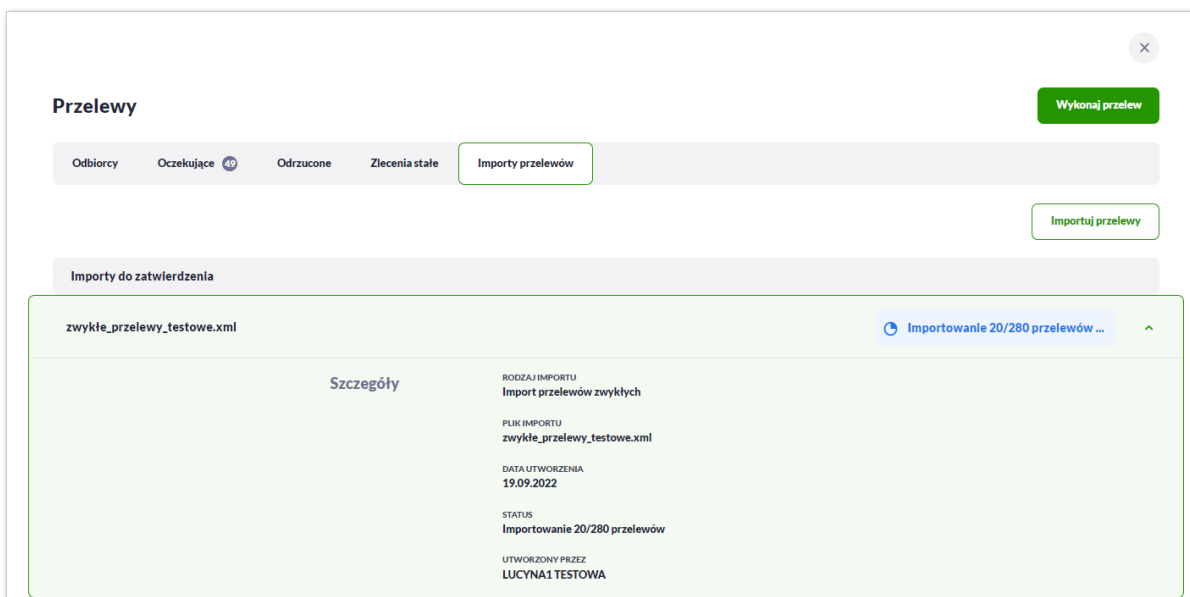 Przelewy
Wykonaj przelew
Odbiorcy Oczekujące 49 Odrzucone Zlecenia stałe Importy przelewów
Importuj przelewy
Importy do zatwierdzenia
zwykłe_przelewy_testowe.xml Importowanie 20/280 przelewów ...
Szczegóły
RODZAJ IMPORTU
Import przelewów zwykłych
PLIK IMPORTU
zwykłe_przelewy_testowe.xml
DATA UTWORZENIA
19.09.2022
STATUS
Importowanie 20/280 przelewów
UTWORZONY PRZEZ
LUCYNA1 TESTOWA